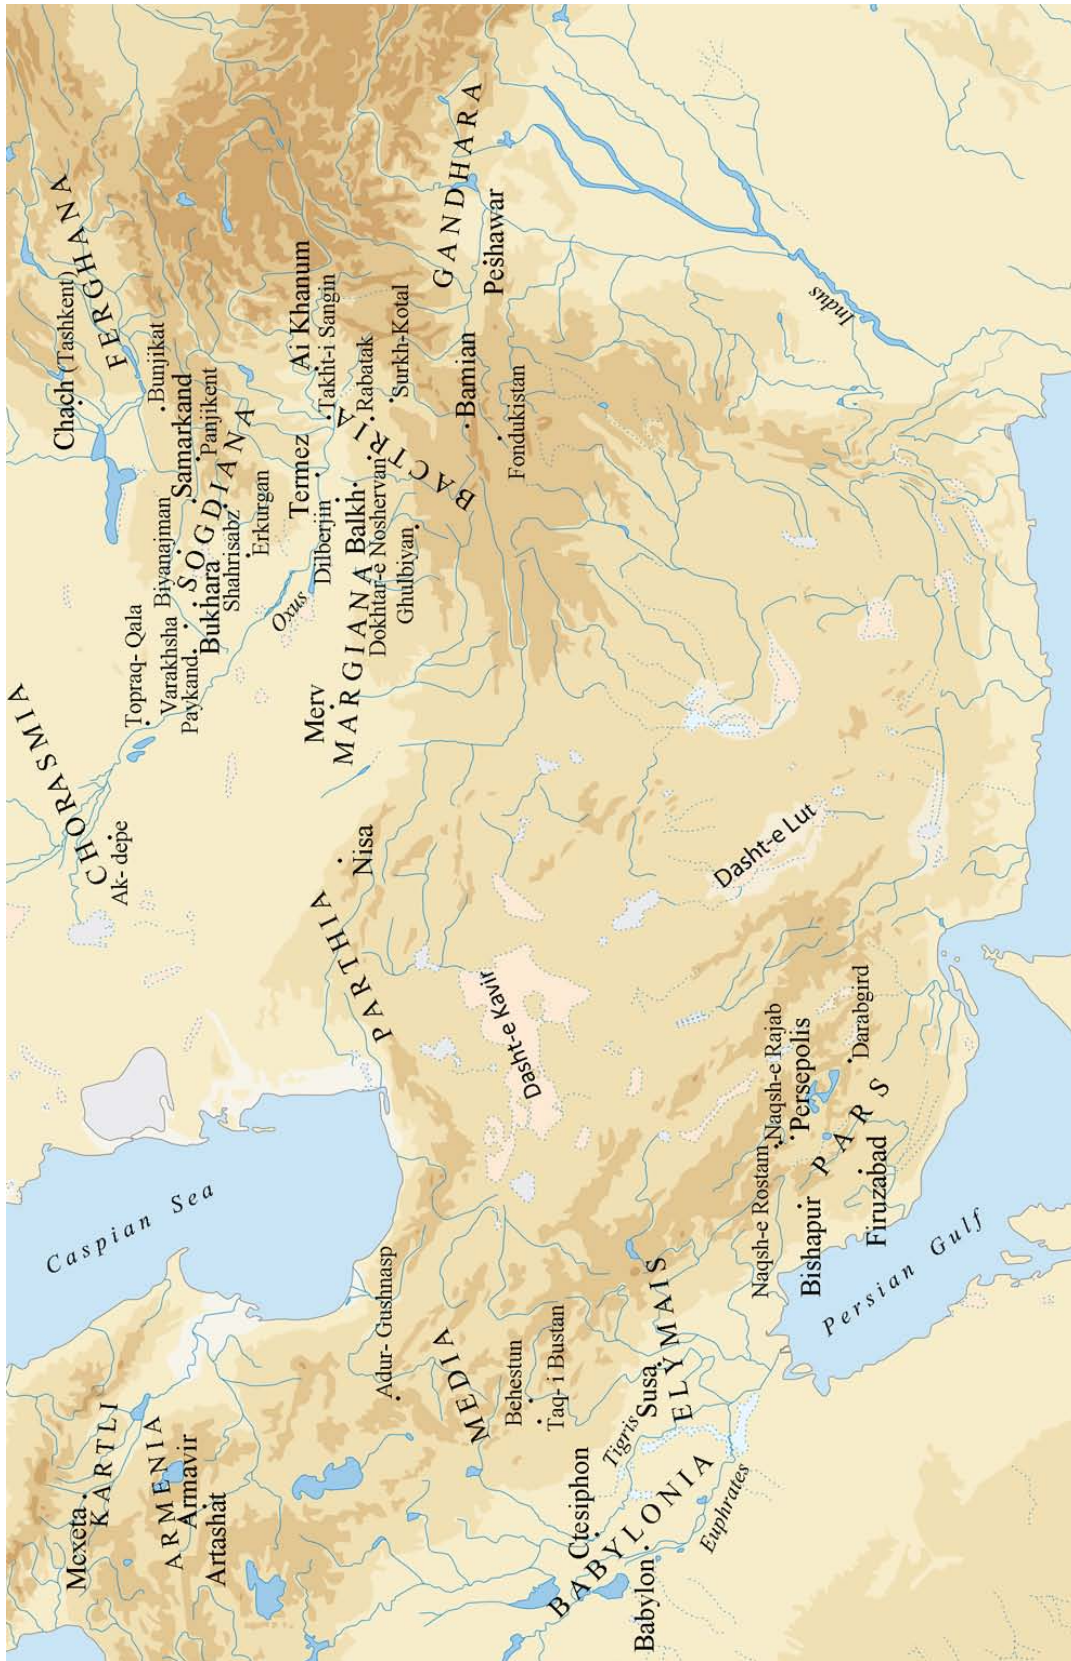 CHORASMIA
Ak- depe
Topraq- Qala
Chach (Tashkent)
FERGHANA
Bunjikat
Samarkand
Panjikent
SOGDIANA
Biyanajman
Varakhsha
Paykand
Bukhara
Shahrisabz
Erkurgan
Oxus
Merv
MARGIANA
Termez
Dilberjin
Balkh
Dokhtar-e Noshervan
Ghulbiyan
BACTRIA
Ai Khanum
Takht-i Sangin
Rabatak
Surkh-Kotal
GANDHARA
Peshawar
Bamian
Fondukistan
Indus
Nisa
PARTHIA
Caspian Sea
Mcxeta
KARTLI
ARMENIA
Armavir
Artashat
Adur- Gushnasp
MEDIA
Behestun
Taq- i Bustan
Dasht-e Kavir
Dasht-e Lut
Ctesiphon
Tigris
Susa
ELYMAIS
BABYLONIA
Babylon
Euphrates
Naqsh-e Rostam
Naqsh-e Rajab
Persepolis
Darabgird
PARS
Bishapur
Firuzabad
Persian Gulf